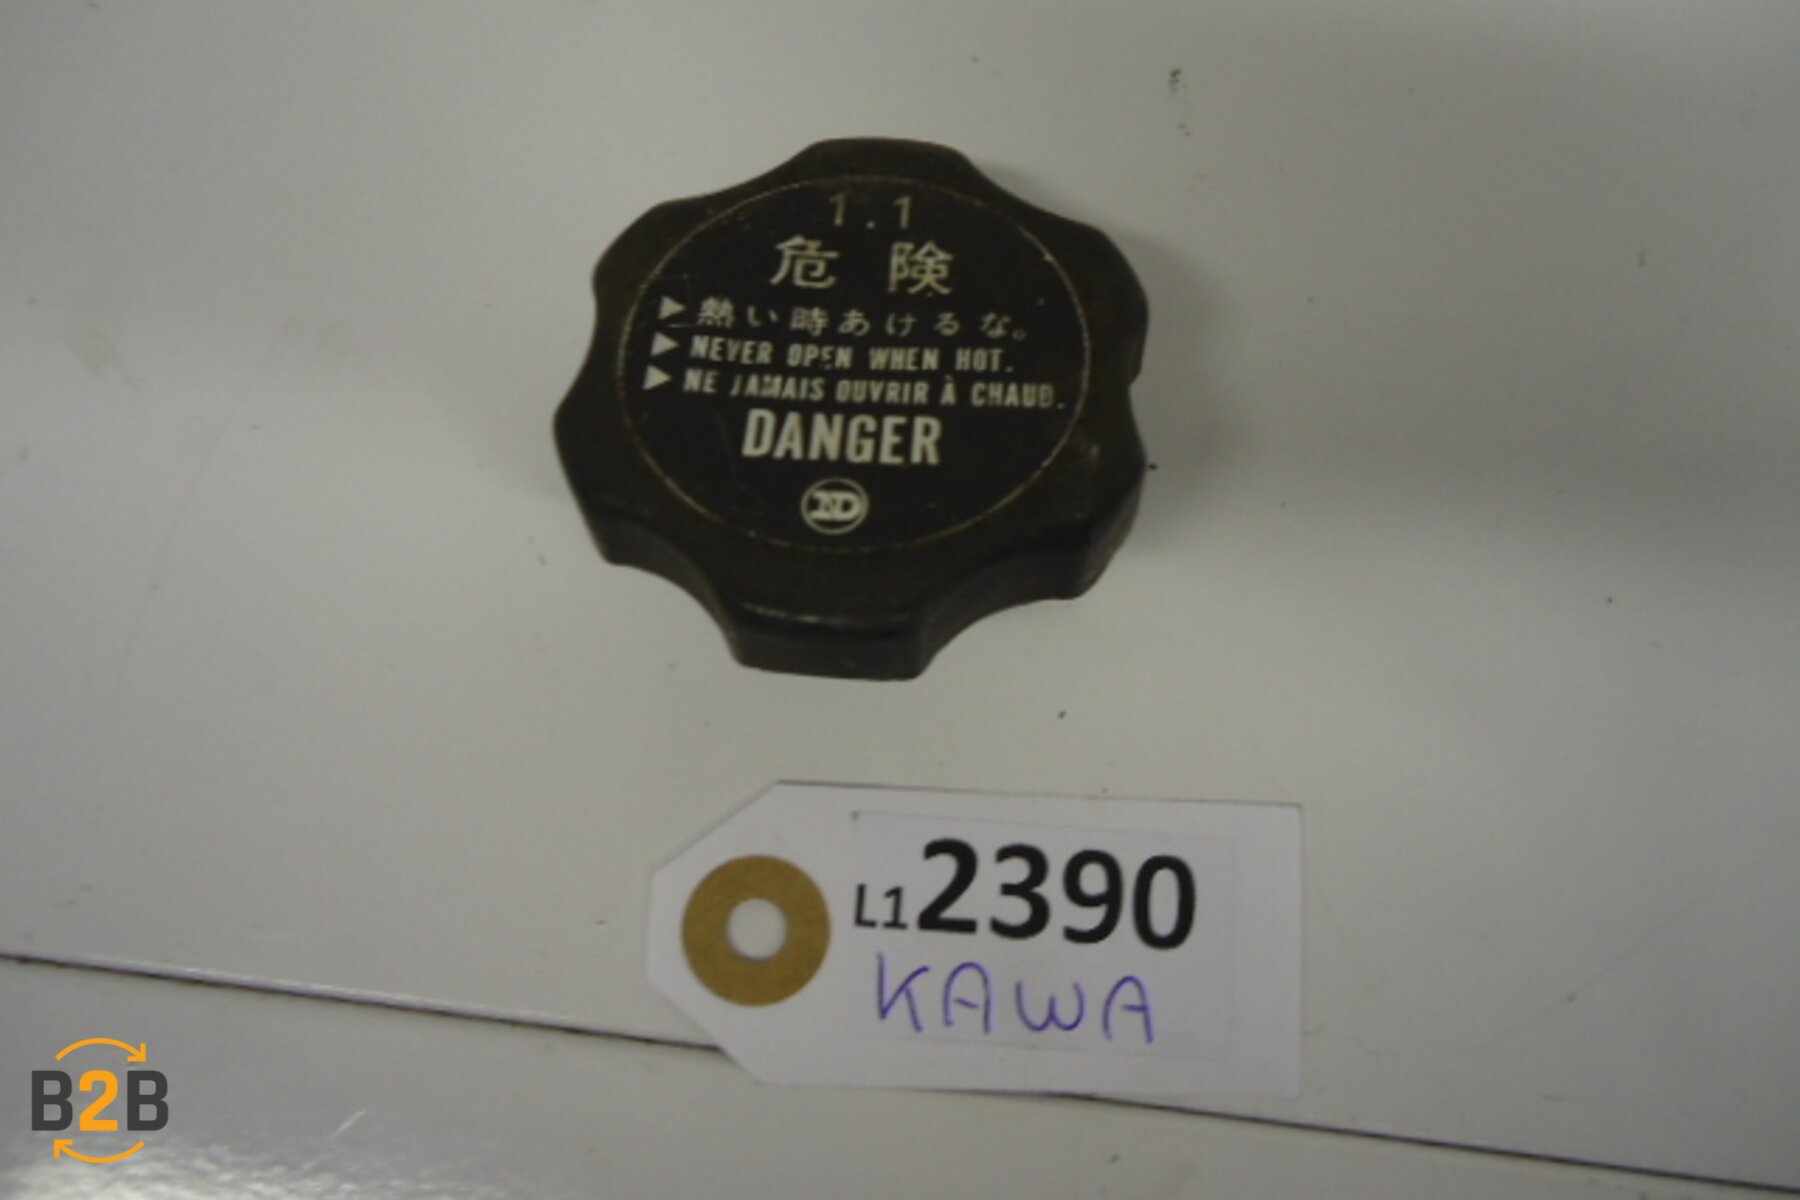 1.1
危険
▶熱い時あけるな。
▶NEVER OPEN WHEN HOT.
▶NE JAMAIS OUVRIR À CHAUD.
DANGER
ND
L12390
KAWA
B2B